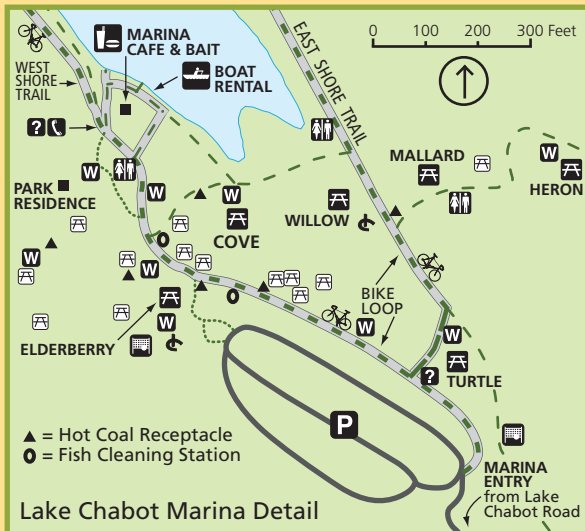 MARINA
CAFE & BAIT
WEST
SHORE
TRAIL
BOAT
RENTAL
EAST SHORE TRAIL
0 100 200 300 Feet
?
W
PARK
RESIDENCE
W
W
COVE
WILLOW
MALLARD
W
HERON
W
W
ELDERBERRY
W
BIKE
LOOP
W
W
?
TURTLE
P
▲ = Hot Coal Receptacle
= Fish Cleaning Station
MARINA
ENTRY
from Lake
Chabot Road
Lake Chabot Marina Detail